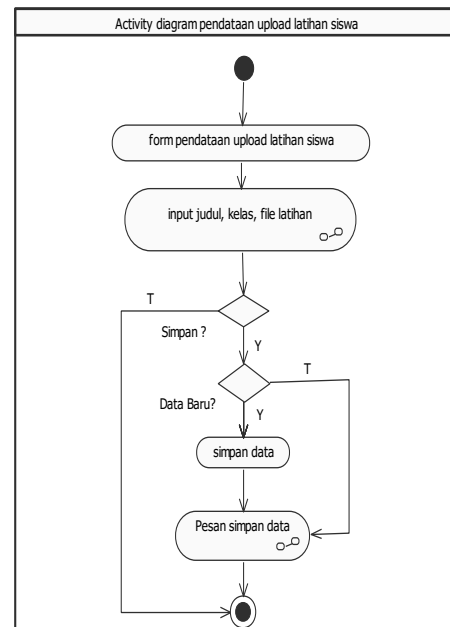 Activity diagram pendataan upload latihan siswa
form pendataan upload latihan siswa
input judul, kelas, file latihan
T
Simpan ?
Y
T
Data Baru?
Y
simpan data
Pesan simpan data